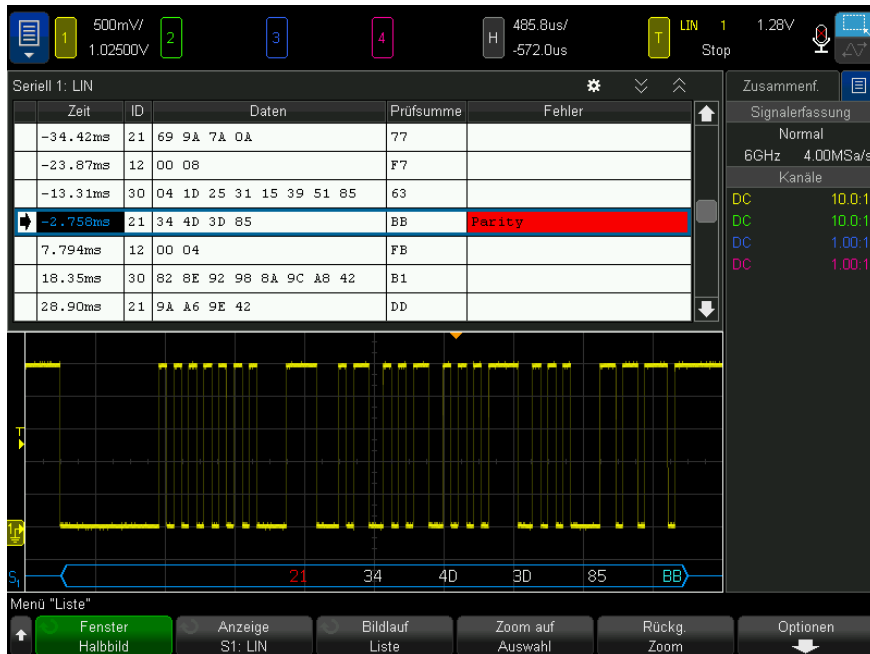 1 500mV/ 2 3 4 H 485.8us/ T LIN 1 1.28V
1.02500V -572.0us Stop
Seriell 1: LIN
Zusammenf.
Zeit ID Daten Prüfsumme Fehler
-34.42ms 21 69 9A 7A 0A 77
-23.87ms 12 00 08 F7
-13.31ms 30 04 1D 25 31 15 39 51 85 63
-2.758ms 21 34 4D 3D 85 BB Parity
7.794ms 12 00 04 FB
18.35ms 30 82 8E 92 98 8A 9C A8 42 B1
28.90ms 21 9A A6 9E 42 DD
Signalerfassung
Normal
6GHz 4.00MSa/s
Kanäle
DC 10.0:1
DC 10.0:1
DC 1.00:1
DC 1.00:1
T
1
S1 21 34 4D 3D 85 BB
Menü "Liste"
Fenster Anzeige Bildlauf Zoom auf Rückg. Optionen
Halbbild S1: LIN Liste Auswahl Zoom